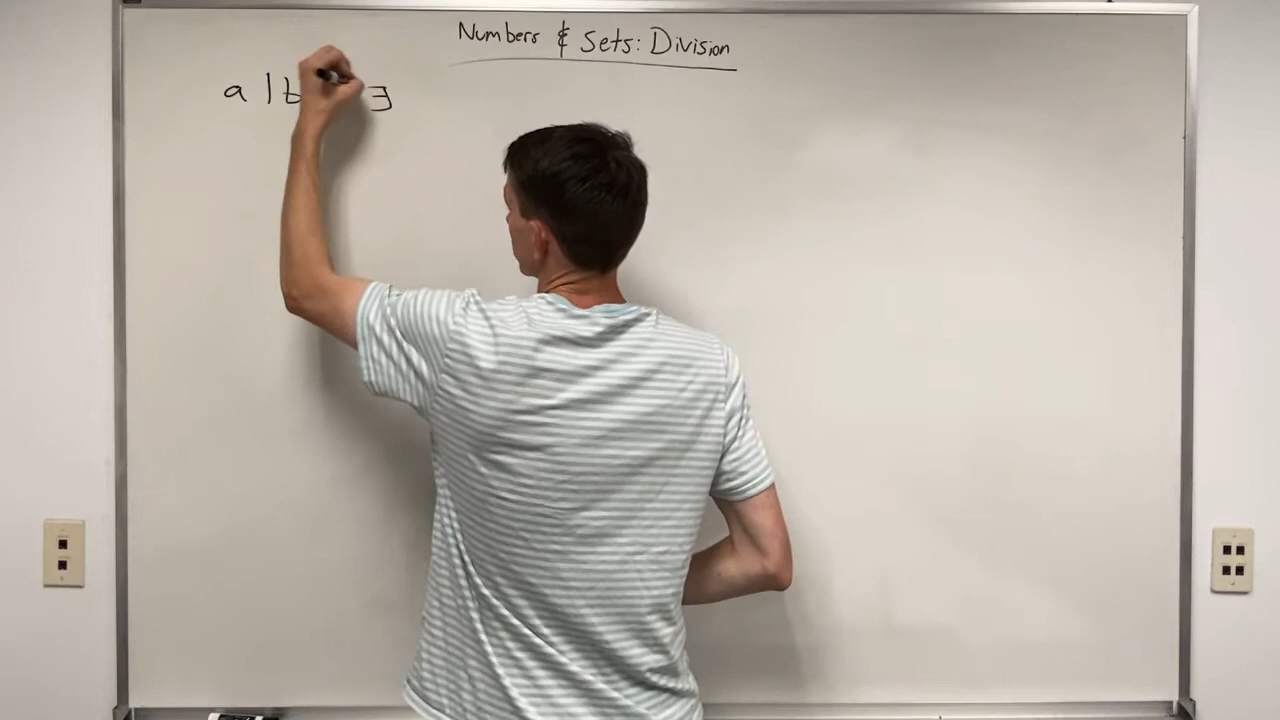 Numbers & Sets: Division
a | b ∃